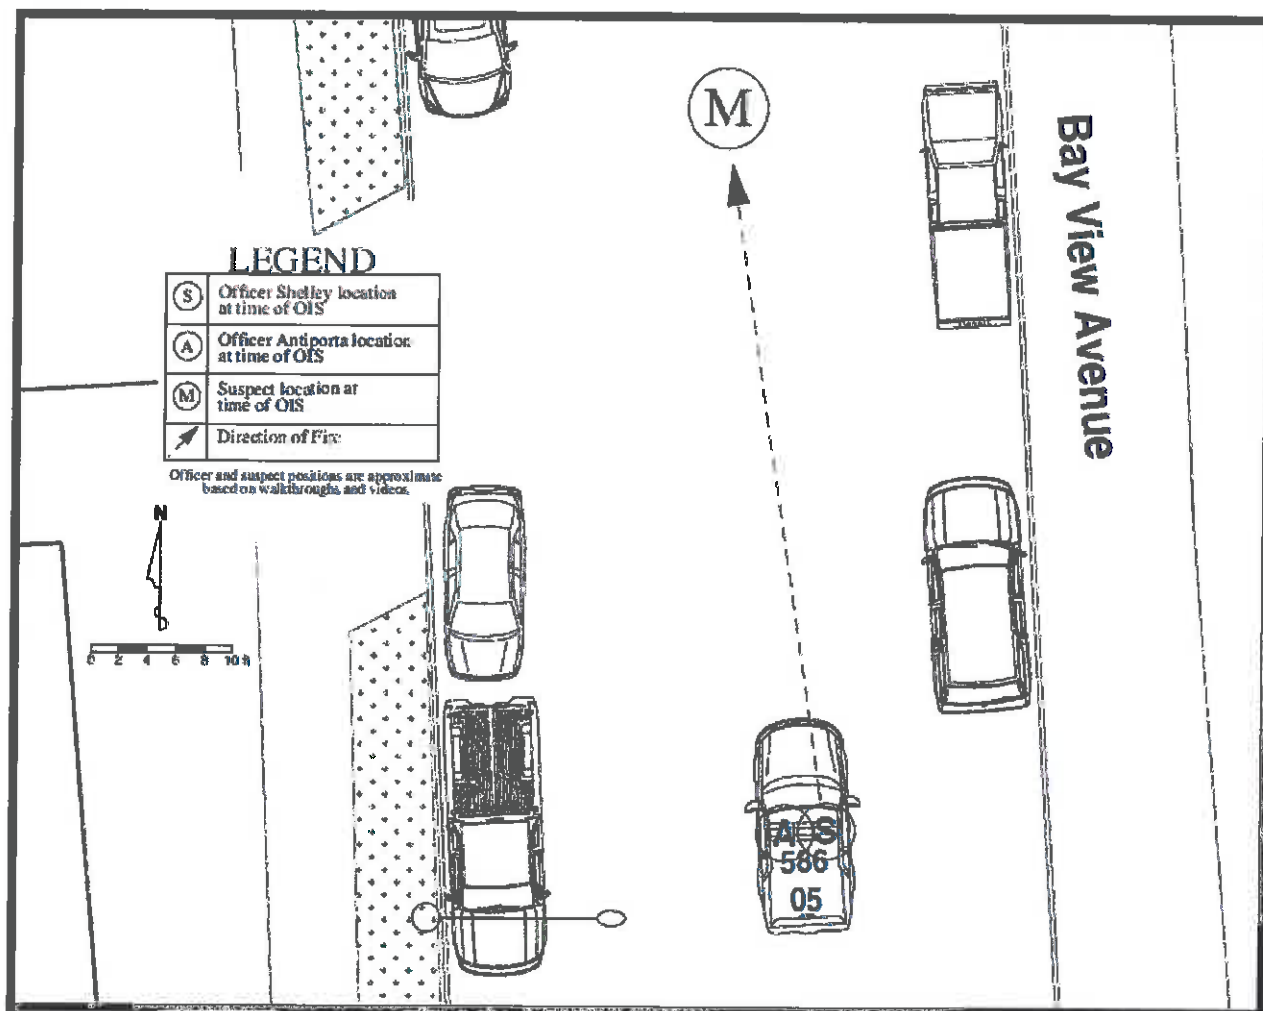 M
Bay View Avenue
LEGEND
S Officer Shelley location
at time of OIS
A Officer Antiporta location
at time of OIS
M Suspect location at
time of OIS
Direction of Fire
Officer and suspect positions are approximate
based on walkthroughs and videos.
N
0 2 4 6 8 10 ft
A S
586
05